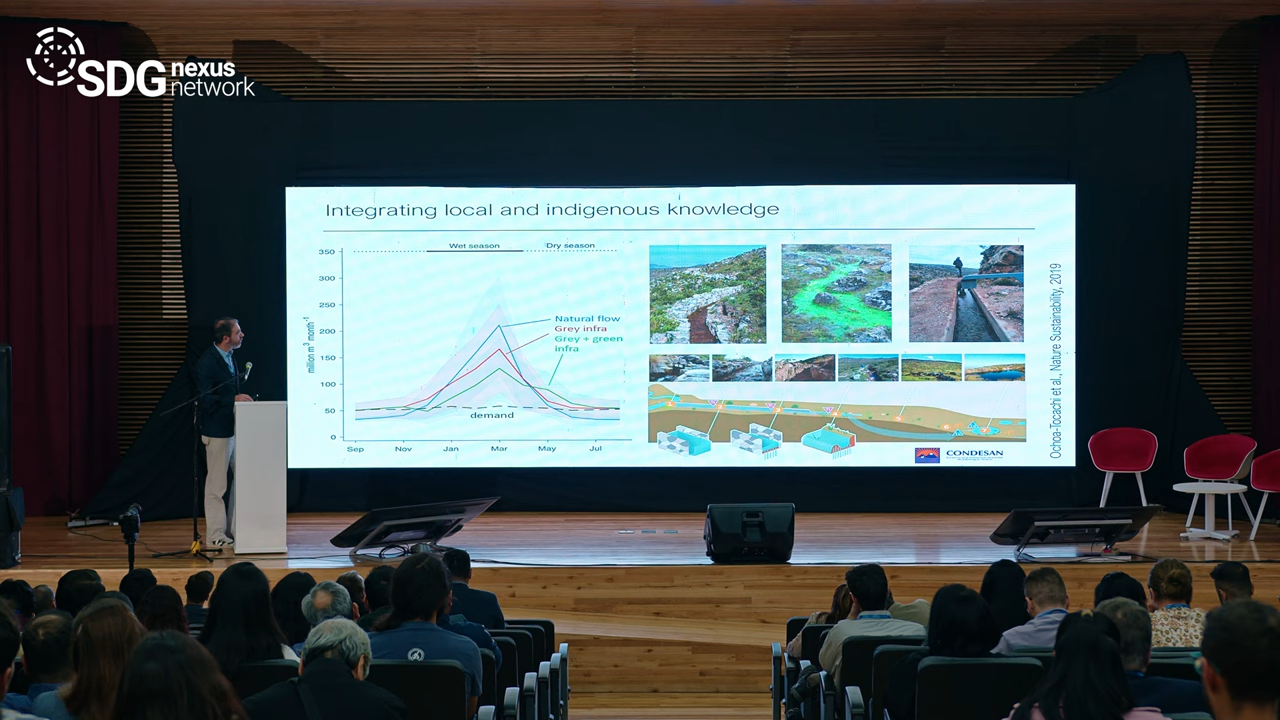 SDG nexus
network
Integrating local and indigenous knowledge
Wet season
Dry season
350
300
250
200
150
100
50
0
million m³ month⁻¹
Natural flow
Grey infra
Grey + green
infra
demand
Sep Nov Jan Mar May Jul
Ochoa-Tocachi et al., Nature Sustainability, 2019
CONDESAN